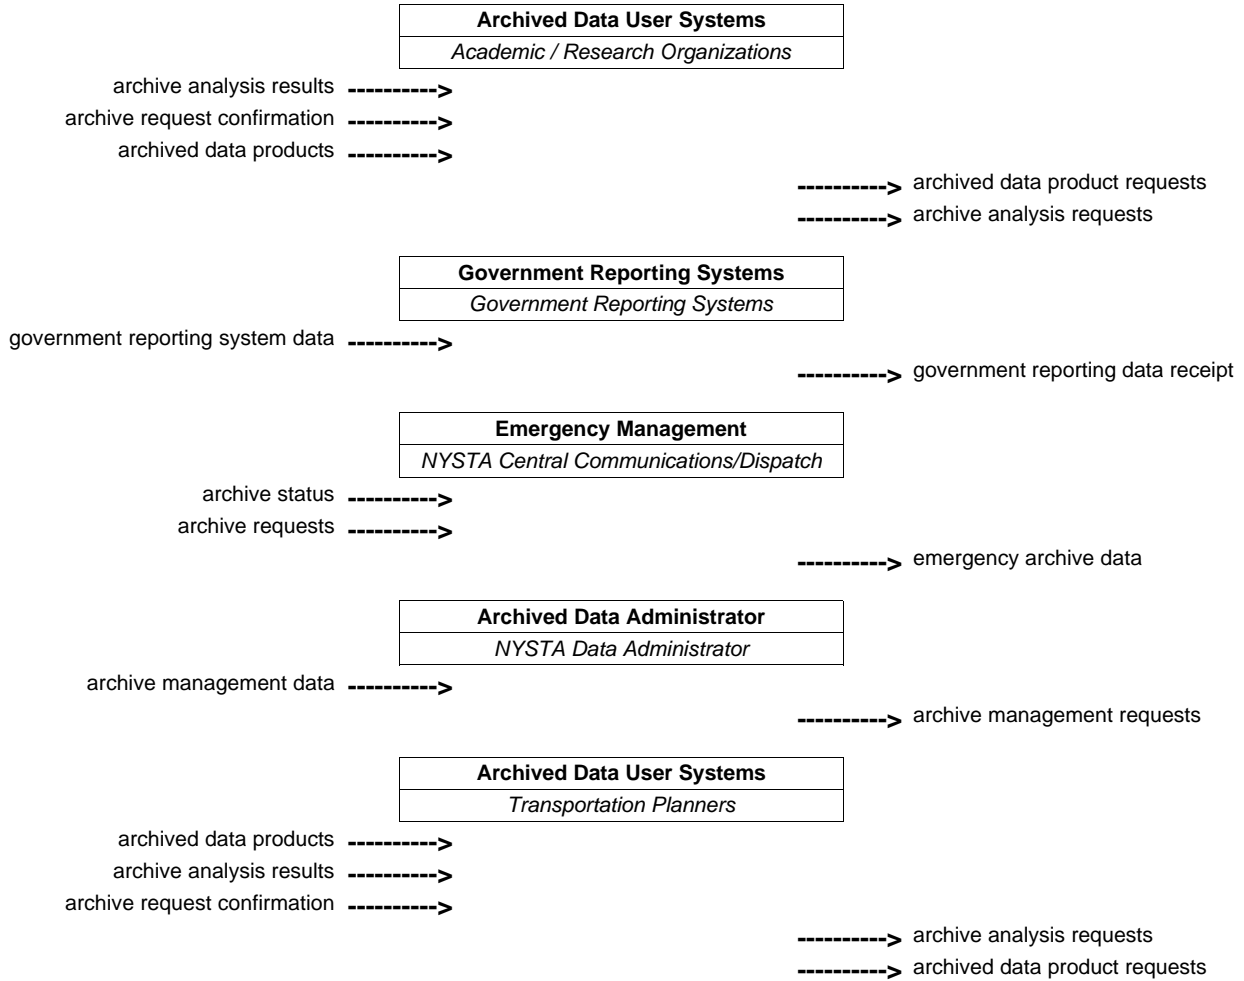 Archived Data User Systems
Academic / Research Organizations
archive analysis results ---------->
archive request confirmation ---------->
archived data products ---------->
----------> archived data product requests
----------> archive analysis requests
Government Reporting Systems
Government Reporting Systems
government reporting system data ---------->
----------> government reporting data receipt
Emergency Management
NYSTA Central Communications/Dispatch
archive status ---------->
archive requests ---------->
----------> emergency archive data
Archived Data Administrator
NYSTA Data Administrator
archive management data ---------->
----------> archive management requests
Archived Data User Systems
Transportation Planners
archived data products ---------->
archive analysis results ---------->
archive request confirmation ---------->
----------> archive analysis requests
----------> archived data product requests